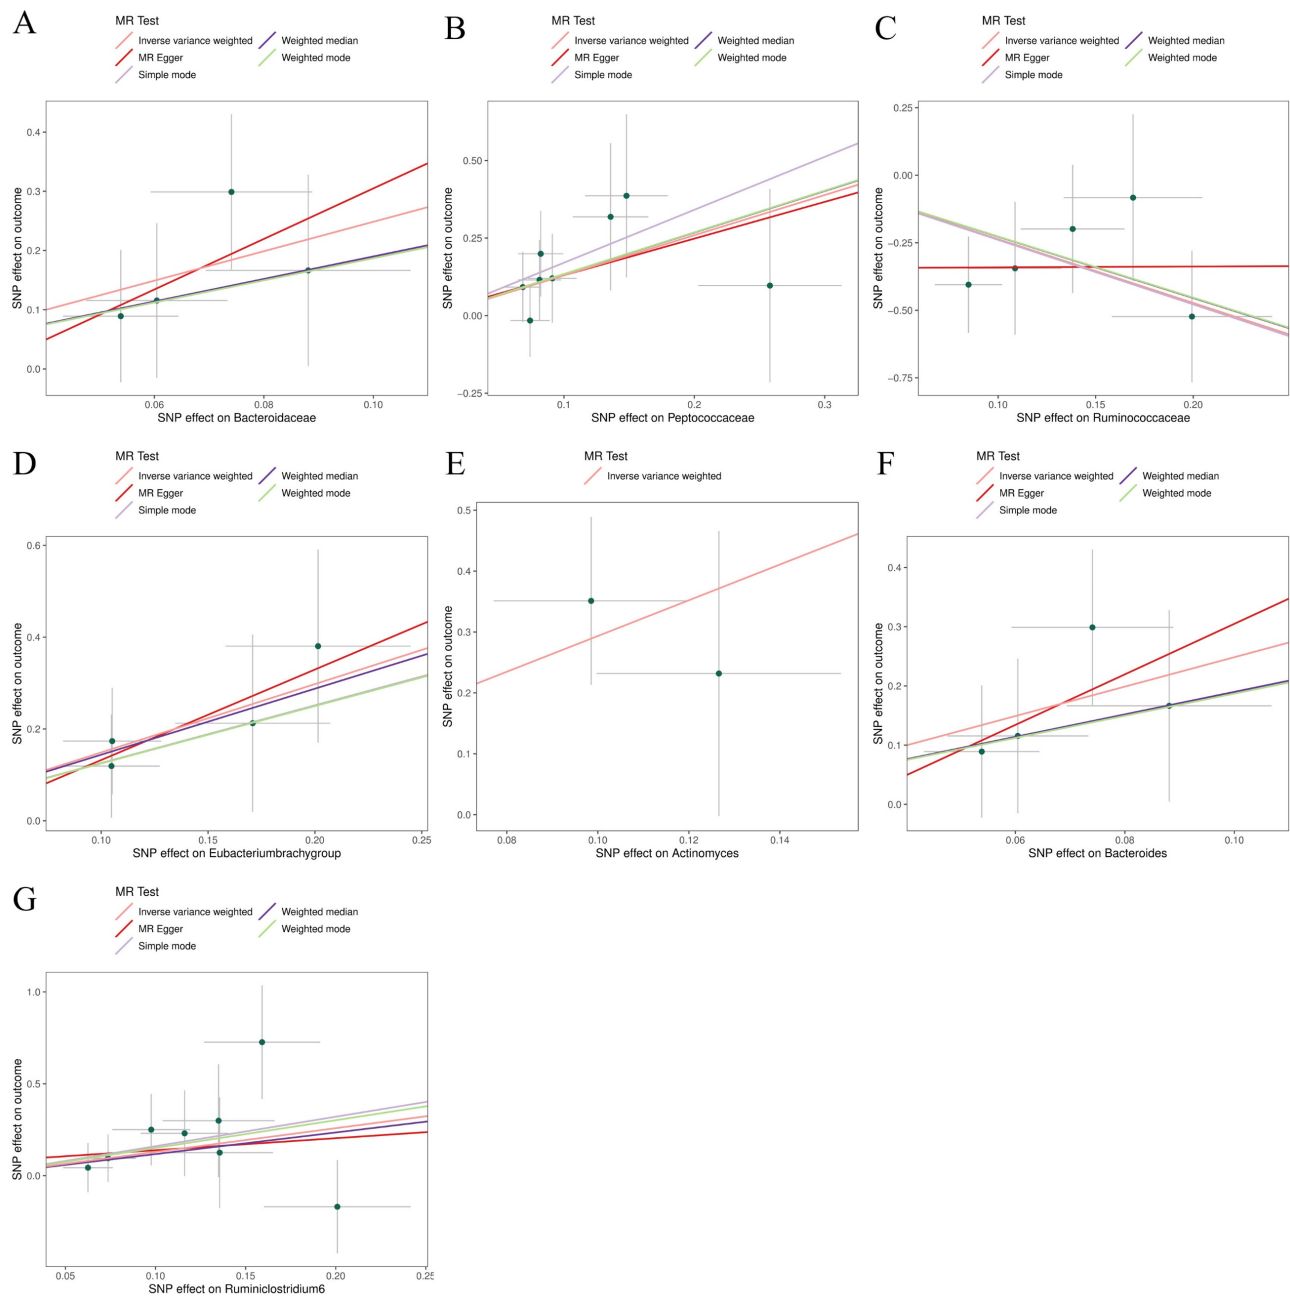 A
MR Test
Inverse variance weighted
Weighted median
MR Egger
Weighted mode
Simple mode
SNP effect on outcome
0.4
0.3
0.2
0.1
0.0
0.06
0.08
0.10
SNP effect on Bacteroidaceae
B
MR Test
Inverse variance weighted
Weighted median
MR Egger
Weighted mode
Simple mode
SNP effect on outcome
0.50
0.25
0.00
−0.25
0.1
0.2
0.3
SNP effect on Peptococcaceae
C
MR Test
Inverse variance weighted
Weighted median
MR Egger
Weighted mode
Simple mode
SNP effect on outcome
0.25
0.00
−0.25
−0.50
−0.75
0.10
0.15
0.20
SNP effect on Ruminococcaceae
D
MR Test
Inverse variance weighted
Weighted median
MR Egger
Weighted mode
Simple mode
SNP effect on outcome
0.6
0.4
0.2
0.0
0.10
0.15
0.20
0.25
SNP effect on Eubacteriumbrachygroup
E
MR Test
Inverse variance weighted
SNP effect on outcome
0.5
0.4
0.3
0.2
0.1
0.0
0.08
0.10
0.12
0.14
SNP effect on Actinomyces
F
MR Test
Inverse variance weighted
Weighted median
MR Egger
Weighted mode
Simple mode
SNP effect on outcome
0.4
0.3
0.2
0.1
0.0
0.06
0.08
0.10
SNP effect on Bacteroides
G
MR Test
Inverse variance weighted
Weighted median
MR Egger
Weighted mode
Simple mode
SNP effect on outcome
1.0
0.5
0.0
0.05
0.10
0.15
0.20
0.25
SNP effect on Ruminiclostridium6